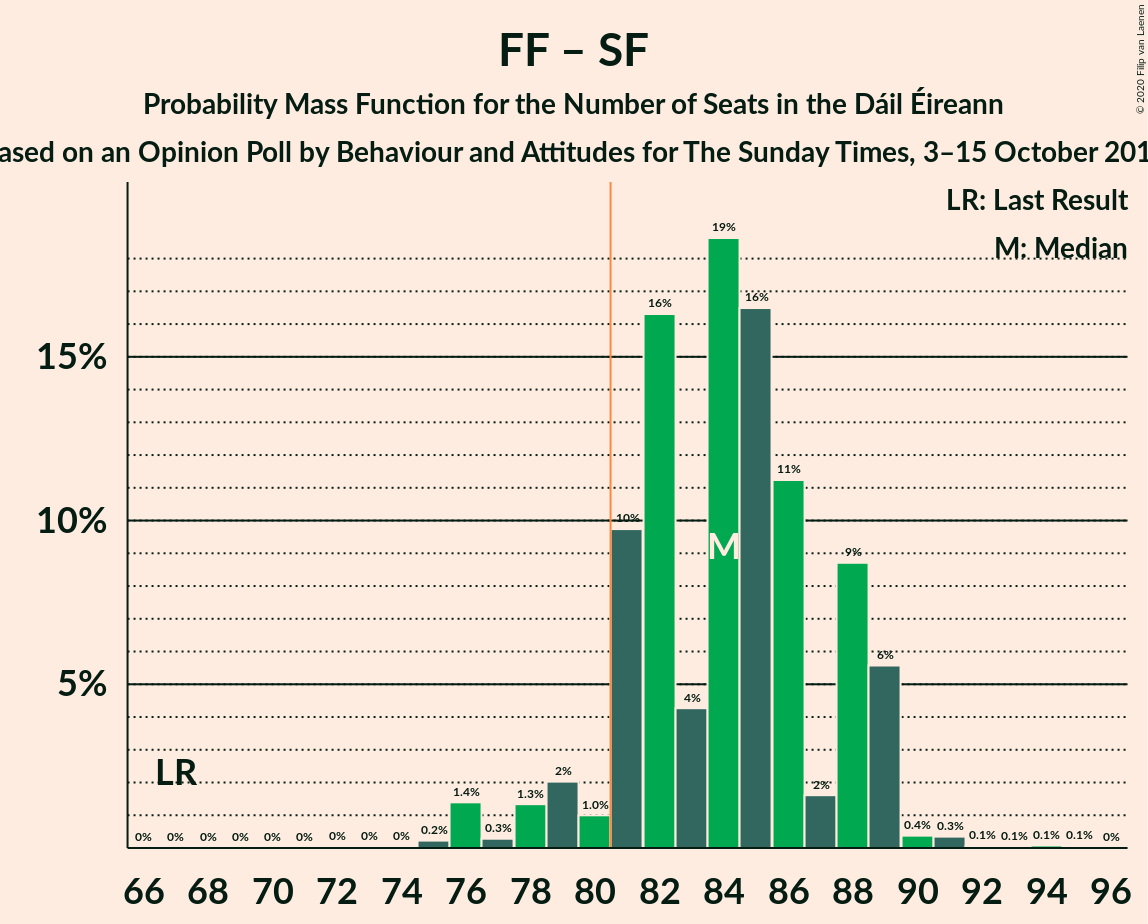 FF – SF
Probability Mass Function for the Number of Seats in the Dáil Éireann
ased on an Opinion Poll by Behaviour and Attitudes for The Sunday Times, 3–15 October 201
© 2020 Filip van Laenen
LR: Last Result
M: Median
15%
10%
5%
LR
M
0% 0% 0% 0% 0% 0% 0% 0% 0% 0.2% 1.4% 0.3% 1.3% 2% 1.0% 10% 16% 4% 19% 16% 11% 2% 9% 6% 0.4% 0.3% 0.1% 0.1% 0.1% 0.1% 0%
66 68 70 72 74 76 78 80 82 84 86 88 90 92 94 96